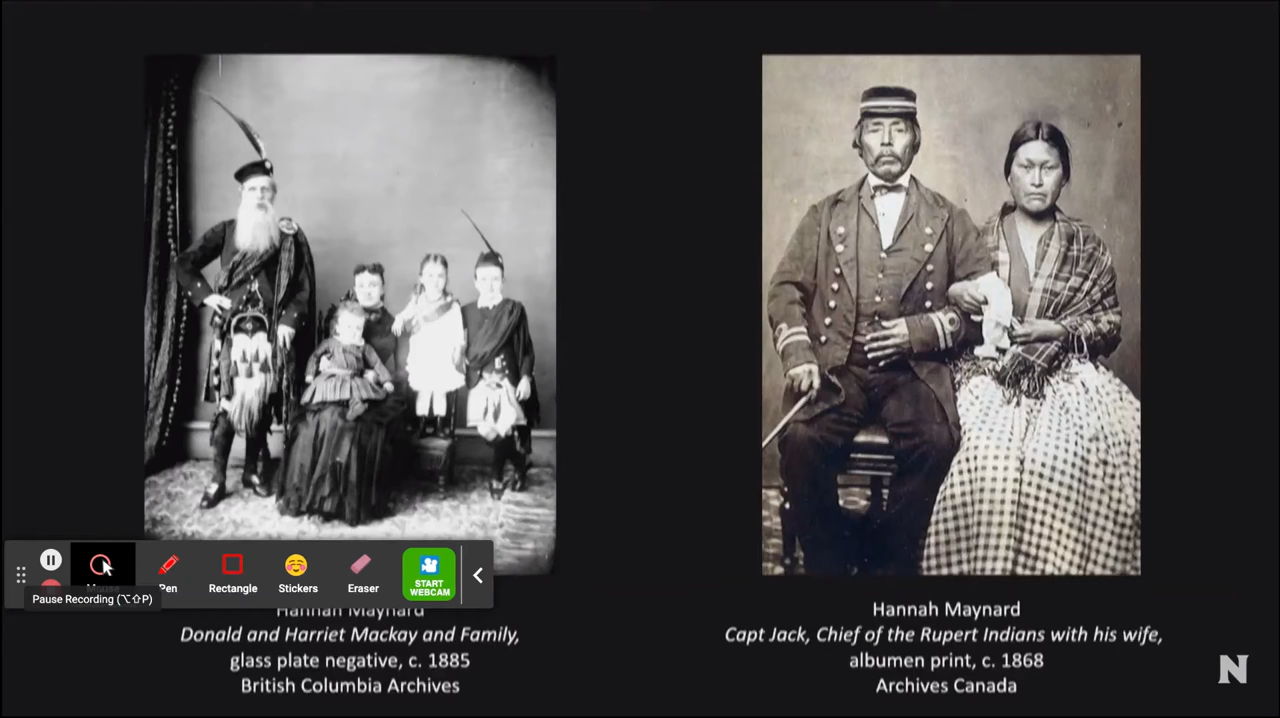 Pen
Rectangle
Stickers
Eraser
START
WEBCAM
Pause Recording (⌥⇧P)
Hannah Maynard
Donald and Harriet Mackay and Family,
glass plate negative, c. 1885
British Columbia Archives
Hannah Maynard
Capt Jack, Chief of the Rupert Indians with his wife,
albumen print, c. 1868
Archives Canada
N